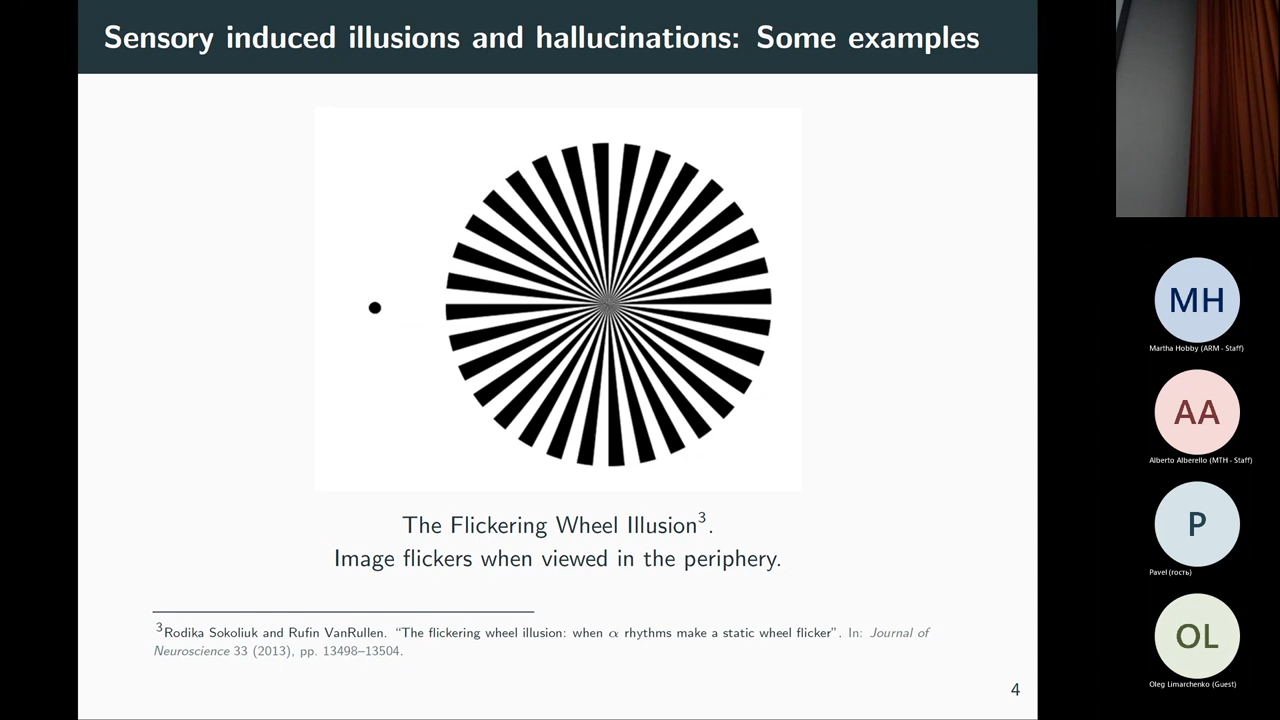 Sensory induced illusions and hallucinations: Some examples
The Flickering Wheel Illusion³.
Image flickers when viewed in the periphery.
³Rodika Sokoliuk and Rufin VanRullen. “The flickering wheel illusion: when α rhythms make a static wheel flicker”. In: Journal of
Neuroscience 33 (2013), pp. 13498–13504.
4
MH
Martha Hobby (ARM - Staff)
AA
Alberto Alberello (MTH - Staff)
P
Pavel (гость)
OL
Oleg Limarchenko (Guest)